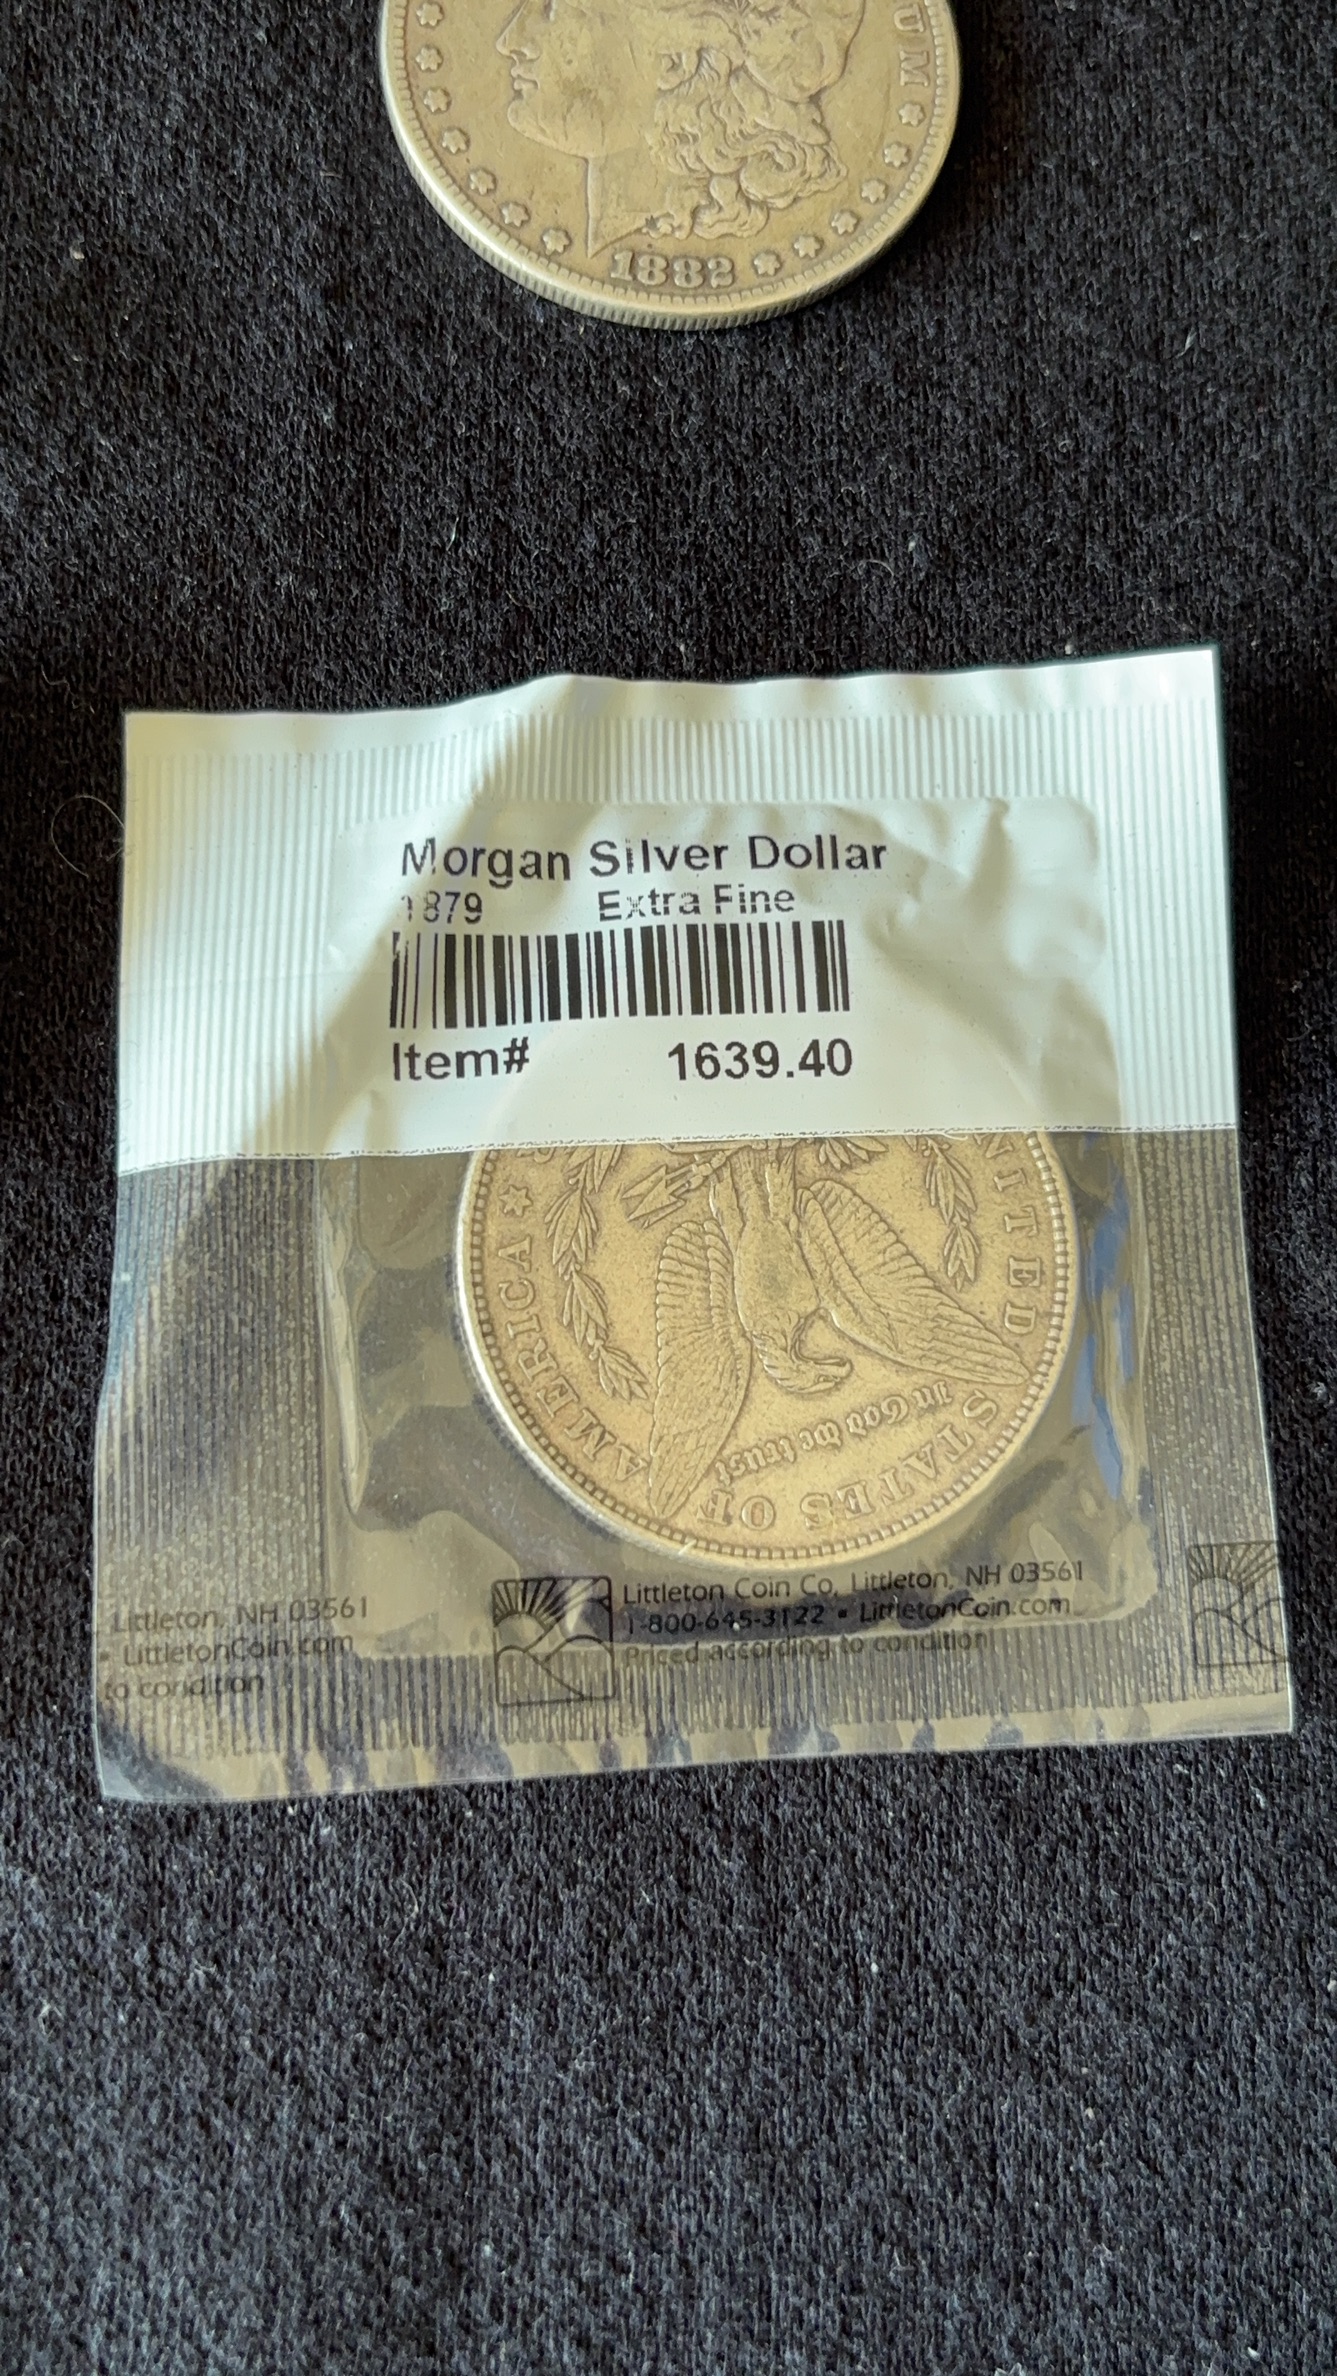 UM
1882
Morgan Silver Dollar
1879 Extra Fine
Item# 1639.40
UNITED STATES OF AMERICA
In God We trust
Littleton Coin Co, Littleton, NH 03561
1-800-645-3122 • LittletonCoin.com
Priced according to condition
Littleton, NH 03561
• LittletonCoin.com
to condition